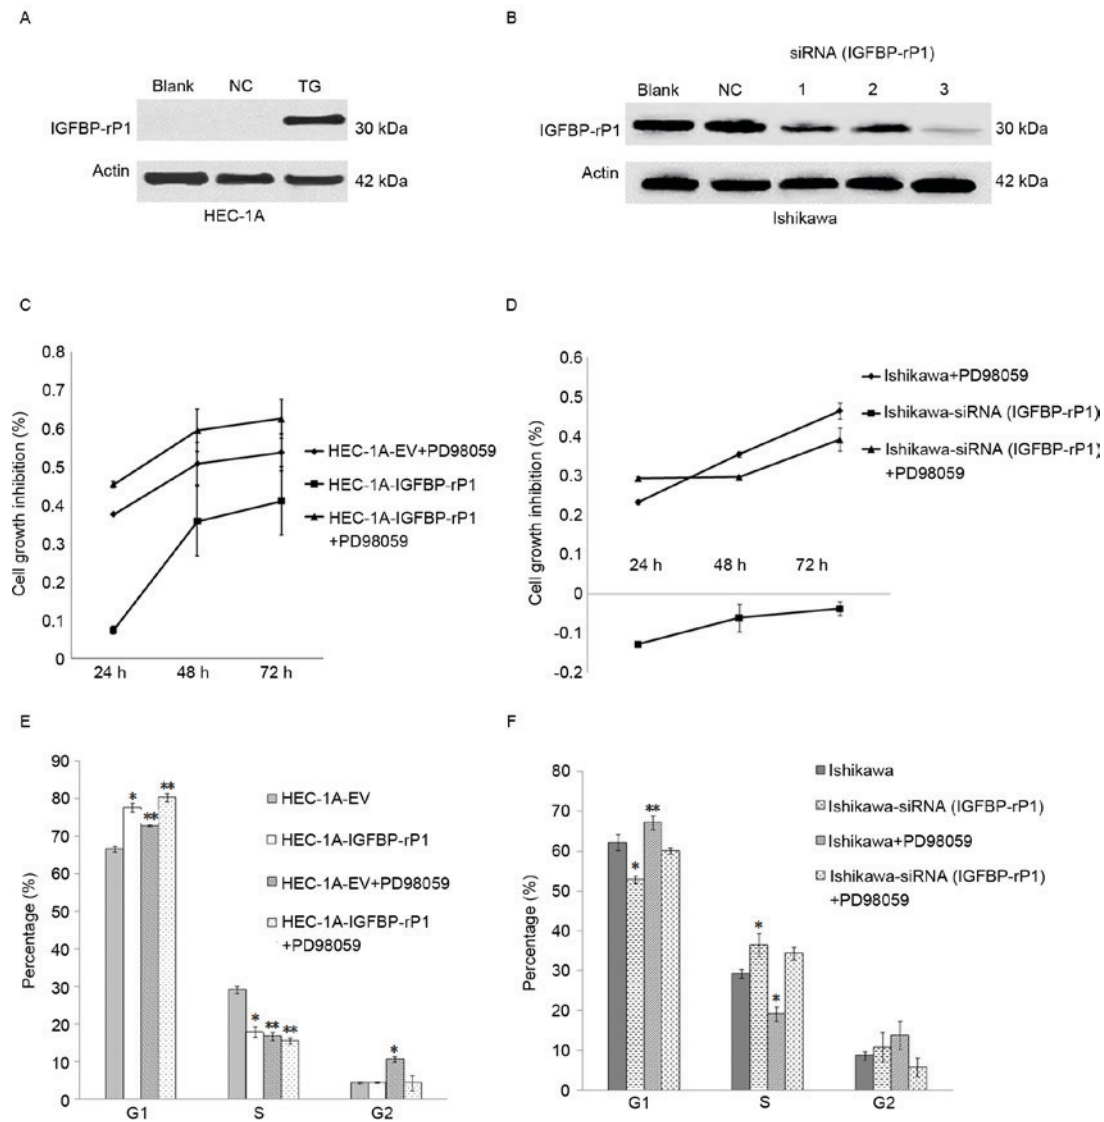 A
Blank NC TG
IGFBP-rP1 30 kDa
Actin 42 kDa
HEC-1A
B
siRNA (IGFBP-rP1)
Blank NC 1 2 3
IGFBP-rP1 30 kDa
Actin 42 kDa
Ishikawa
C
Cell growth inhibition (%)
0.8
0.7
0.6
0.5
0.4
0.3
0.2
0.1
0
24 h 48 h 72 h
HEC-1A-EV+PD98059
HEC-1A-IGFBP-rP1
HEC-1A-IGFBP-rP1
+PD98059
D
Cell growth inhibition (%)
0.6
0.5
0.4
0.3
0.2
0.1
0
-0.1
-0.2
24 h 48 h 72 h
Ishikawa+PD98059
Ishikawa-siRNA (IGFBP-rP1)
Ishikawa-siRNA (IGFBP-rP1)
+PD98059
E
Percentage (%)
90
80
70
60
50
40
30
20
10
0
* ** **
* ** **
*
G1 S G2
HEC-1A-EV
HEC-1A-IGFBP-rP1
HEC-1A-EV+PD98059
HEC-1A-IGFBP-rP1
+PD98059
F
Percentage (%)
80
70
60
50
40
30
20
10
0
* **
* *
G1 S G2
Ishikawa
Ishikawa-siRNA (IGFBP-rP1)
Ishikawa+PD98059
Ishikawa-siRNA (IGFBP-rP1)
+PD98059